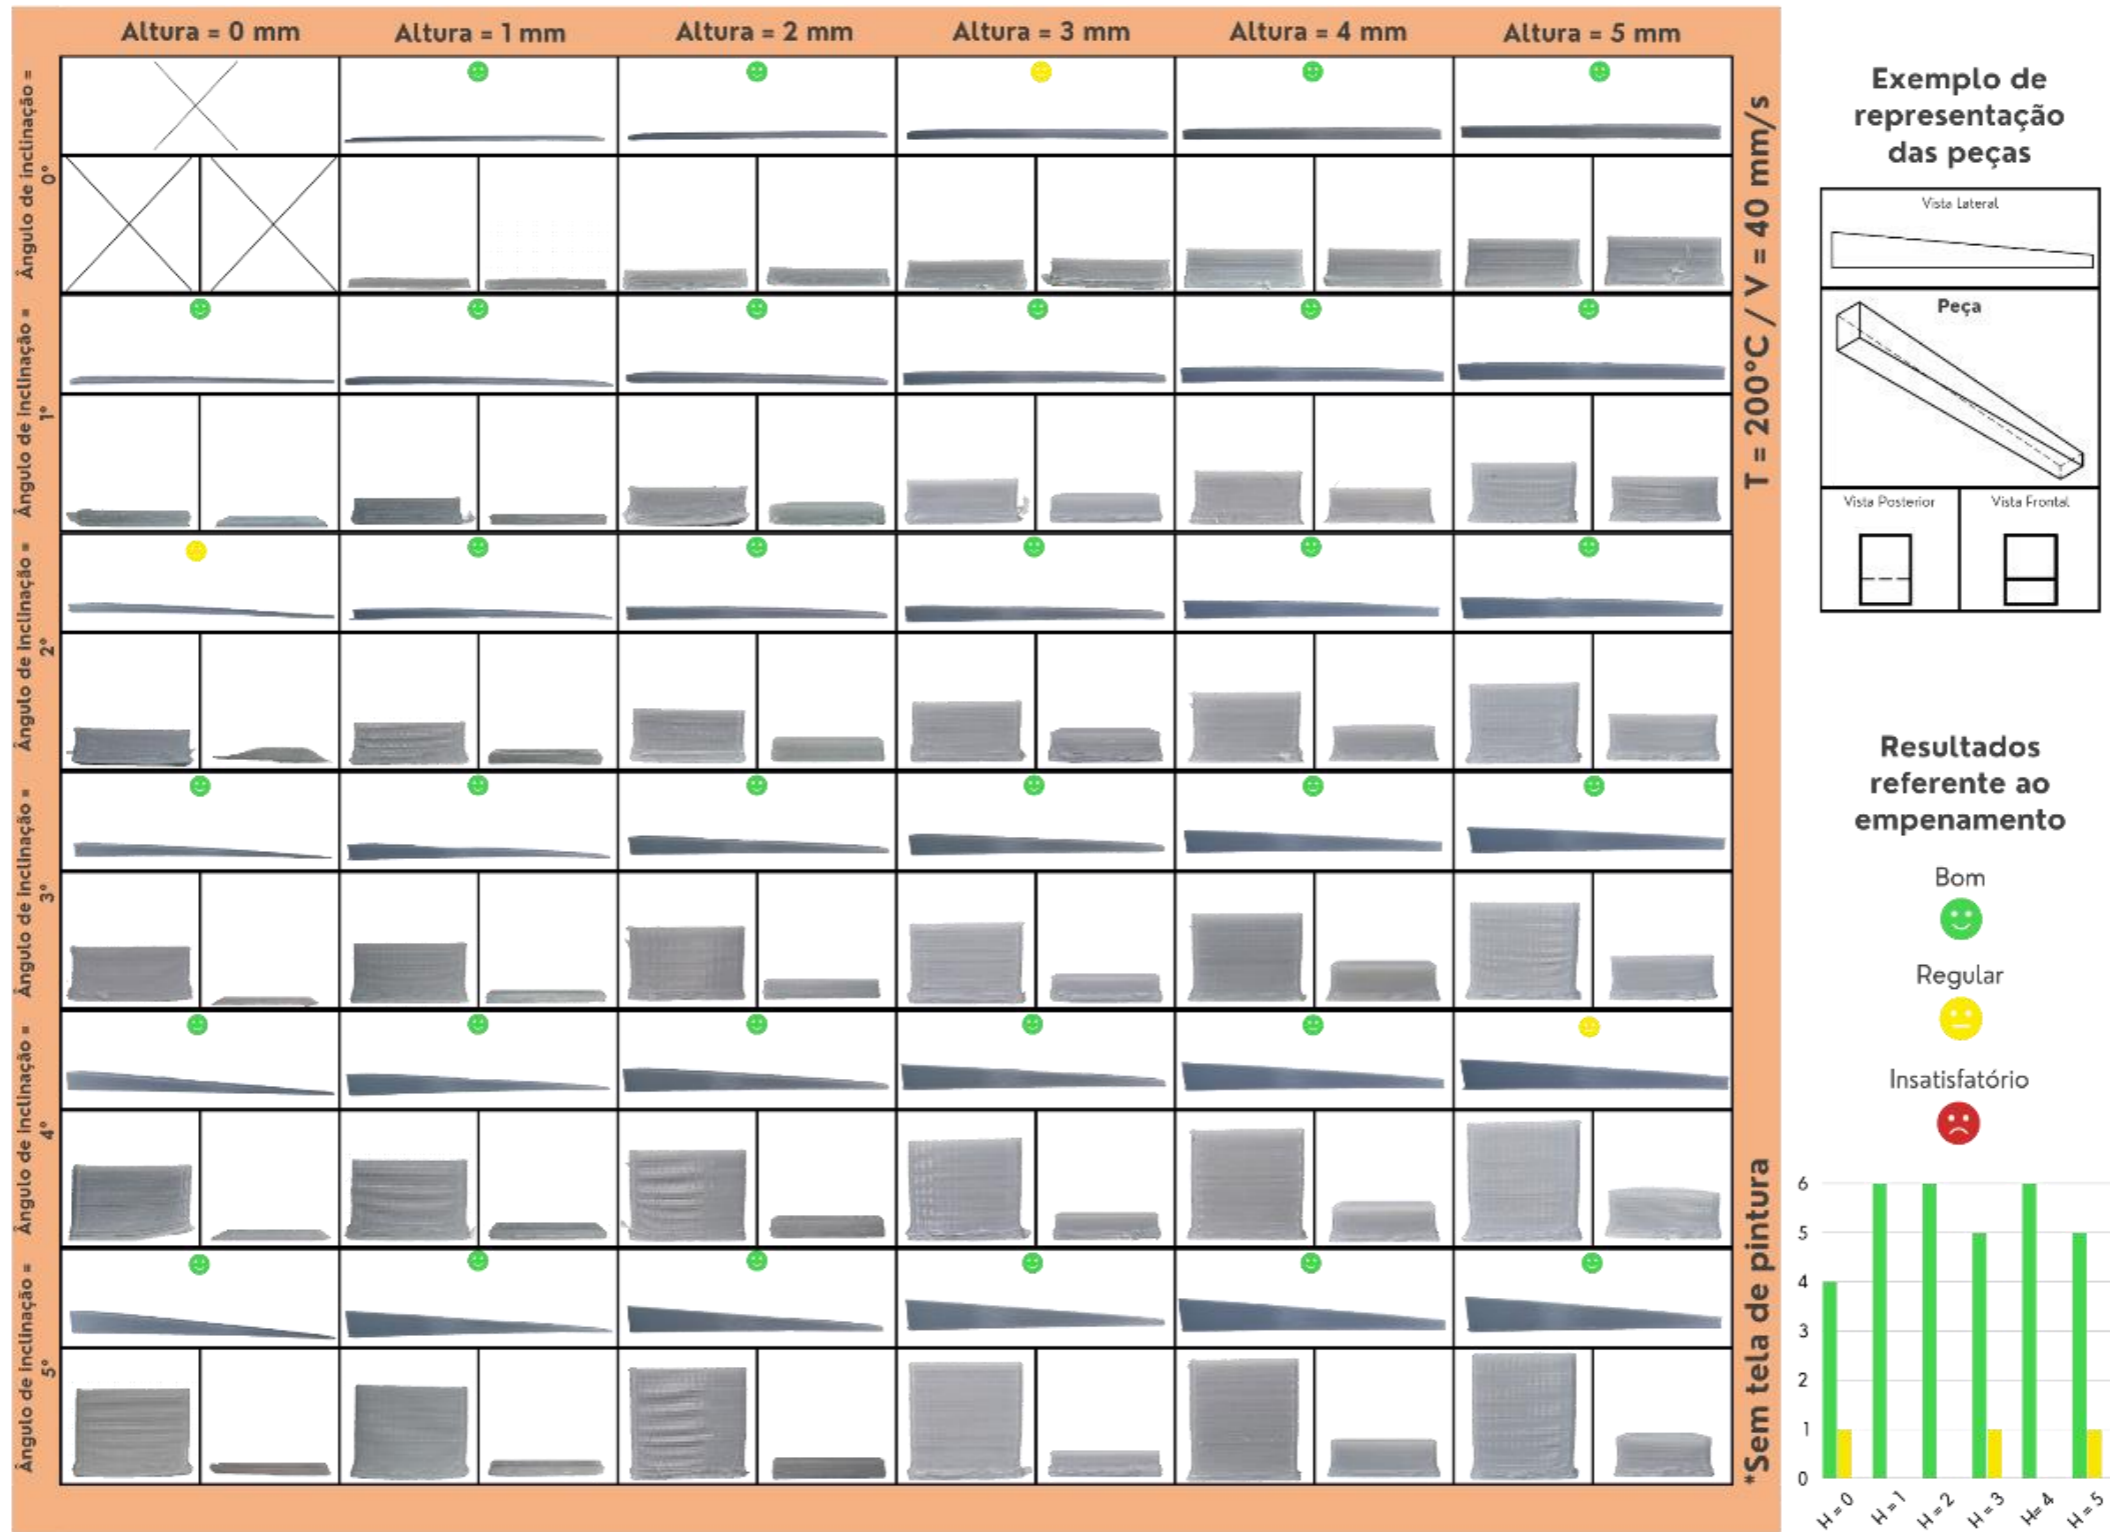 Altura = 0 mm
Altura = 1 mm
Altura = 2 mm
Altura = 3 mm
Altura = 4 mm
Altura = 5 mm
Ângulo de inclinação =
0°
Ângulo de inclinação =
1°
Ângulo de inclinação =
2°
Ângulo de inclinação =
3°
Ângulo de inclinação =
4°
Ângulo de inclinação =
5°
T = 200°C / V = 40 mm/s
*Sem tela de pintura
Exemplo de
representação
das peças
Vista Lateral
Peça
Vista Posterior
Vista Frontal
Resultados
referente ao
empenamento
Bom
Regular
Insatisfatório
6
5
4
3
2
1
0
H = 0
H = 1
H = 2
H = 3
H= 4
H = 5